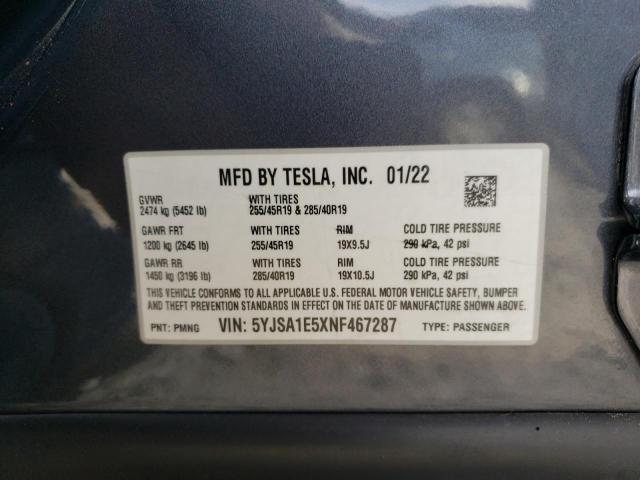 MFD BY TESLA, INC. 01/22
GVWR
2474 kg (5452 lb)
WITH TIRES
255/45R19 & 285/40R19
GAWR FRT
1200 kg (2645 lb)
WITH TIRES
255/45R19
RIM
19X9.5J
COLD TIRE PRESSURE
290 kPa, 42 psi
GAWR RR
1450 kg (3196 lb)
WITH TIRES
285/40R19
RIM
19X10.5J
COLD TIRE PRESSURE
290 kPa, 42 psi
THIS VEHICLE CONFORMS TO ALL APPLICABLE U.S. FEDERAL MOTOR VEHICLE SAFETY, BUMPER
AND THEFT PREVENTION STANDARDS IN EFFECT ON THE DATE OF MANUFACTURE SHOWN ABOVE.
PNT: PMNG VIN: 5YJSA1E5XNF467287 TYPE: PASSENGER